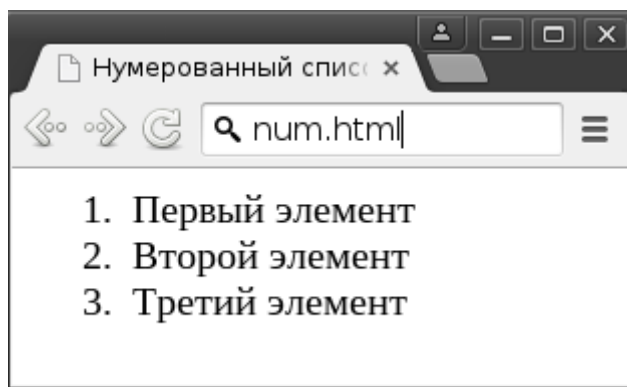 Нумерованный спис
num.html
1. Первый элемент
2. Второй элемент
3. Третий элемент